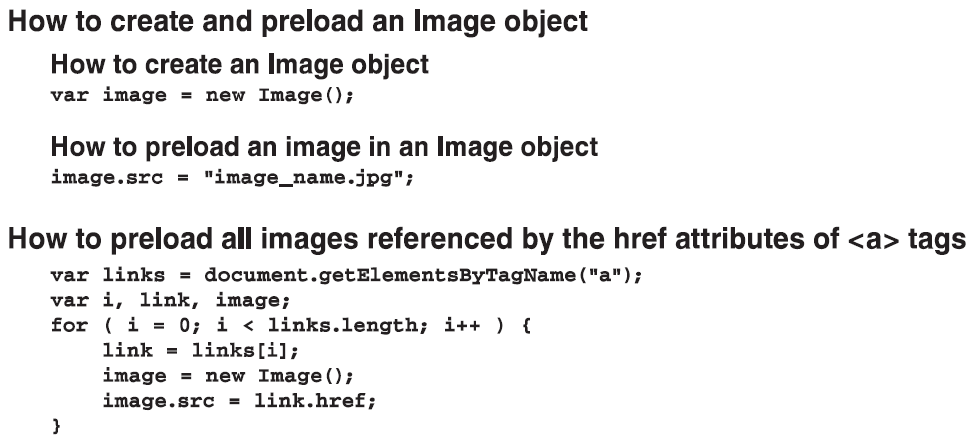 How to create and preload an Image object
How to create an Image object
var image = new Image();
How to preload an image in an Image object
image.src = "image_name.jpg";
How to preload all images referenced by the href attributes of <a> tags
var links = document.getElementsByTagName("a");
var i, link, image;
for ( i = 0; i < links.length; i++ ) {
    link = links[i];
    image = new Image();
    image.src = link.href;
}